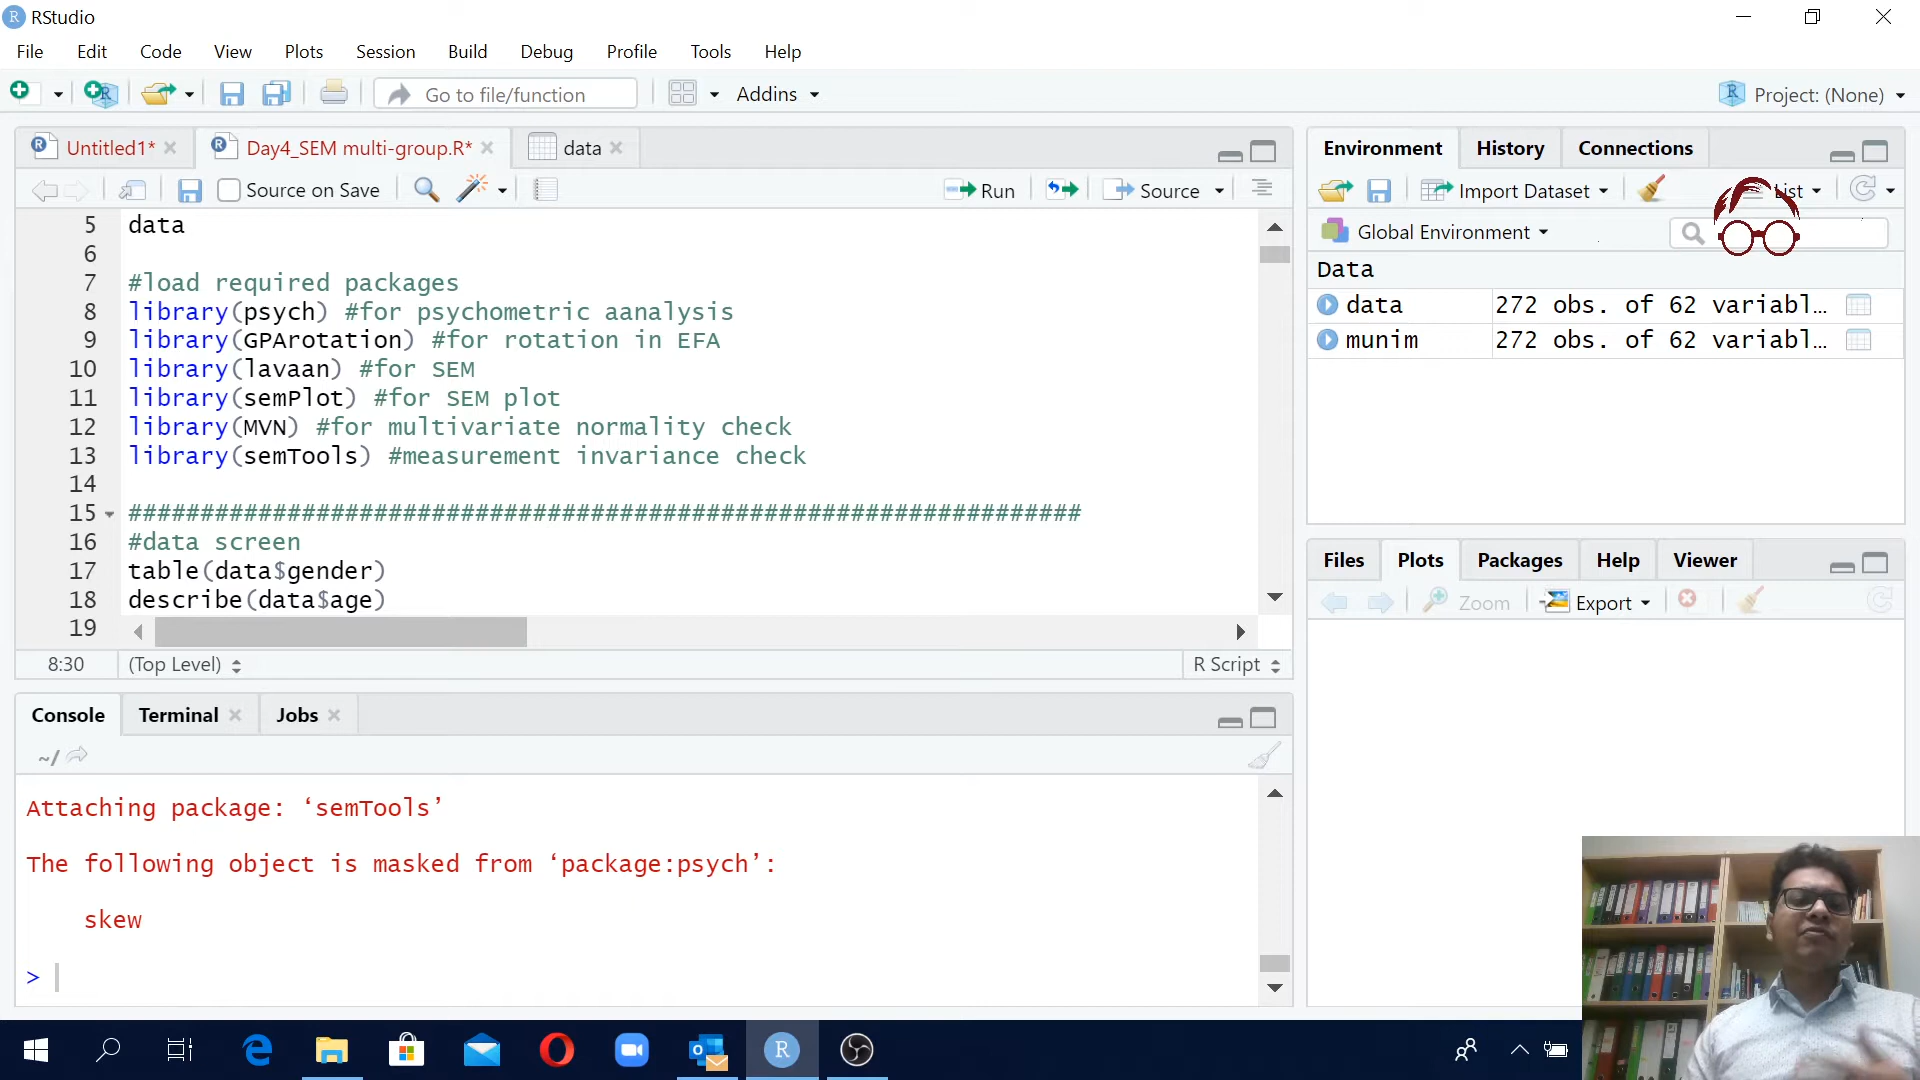 RStudio
File Edit Code View Plots Session Build Debug Profile Tools Help
Go to file/function Addins Project: (None)
Untitled1* Day4_SEM multi-group.R* data
Source on Save Run Source
5 data
6
7 #load required packages
8 library(psych) #for psychometric aanalysis
9 library(GPArotation) #for rotation in EFA
10 library(lavaan) #for SEM
11 library(semPlot) #for SEM plot
12 library(MVN) #for multivariate normality check
13 library(semTools) #measurement invariance check
14
15 ##################################################################
16 #data screen
17 table(data$gender)
18 describe(data$age)
19
8:30 (Top Level) R Script
Console Terminal Jobs
~/
Attaching package: ‘semTools’
The following object is masked from ‘package:psych’:
skew
>
Environment History Connections
Import Dataset List
Global Environment
Data
data 272 obs. of 62 variabl…
munim 272 obs. of 62 variabl…
Files Plots Packages Help Viewer
Zoom Export